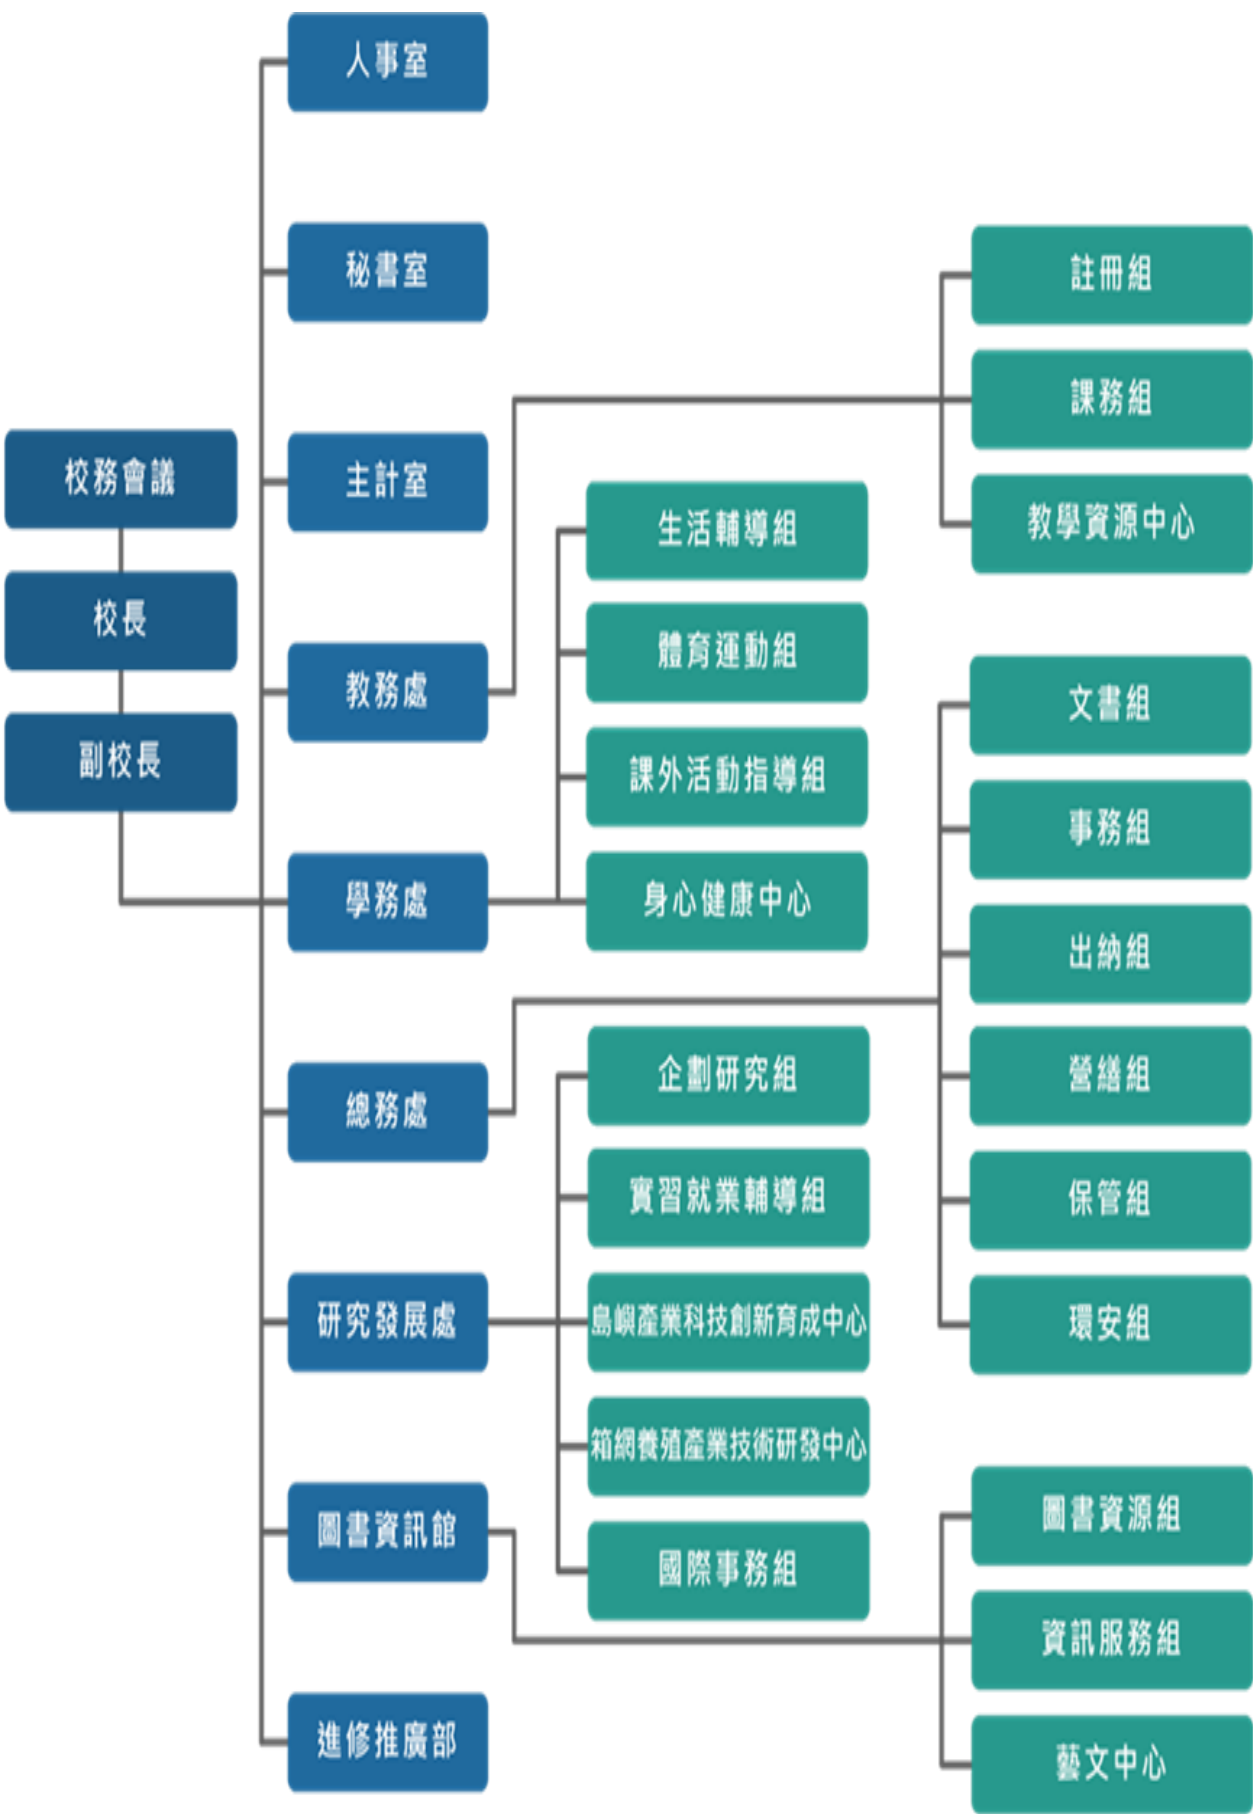 校務會議
校長
副校長
人事室
秘書室
主計室
教務處
註冊組
課務組
教學資源中心
學務處
生活輔導組
體育運動組
課外活動指導組
身心健康中心
總務處
文書組
事務組
出納組
營繕組
保管組
環安組
研究發展處
企劃研究組
實習就業輔導組
島嶼產業科技創新育成中心
箱網養殖產業技術研發中心
國際事務組
圖書資訊館
圖書資源組
資訊服務組
藝文中心
進修推廣部